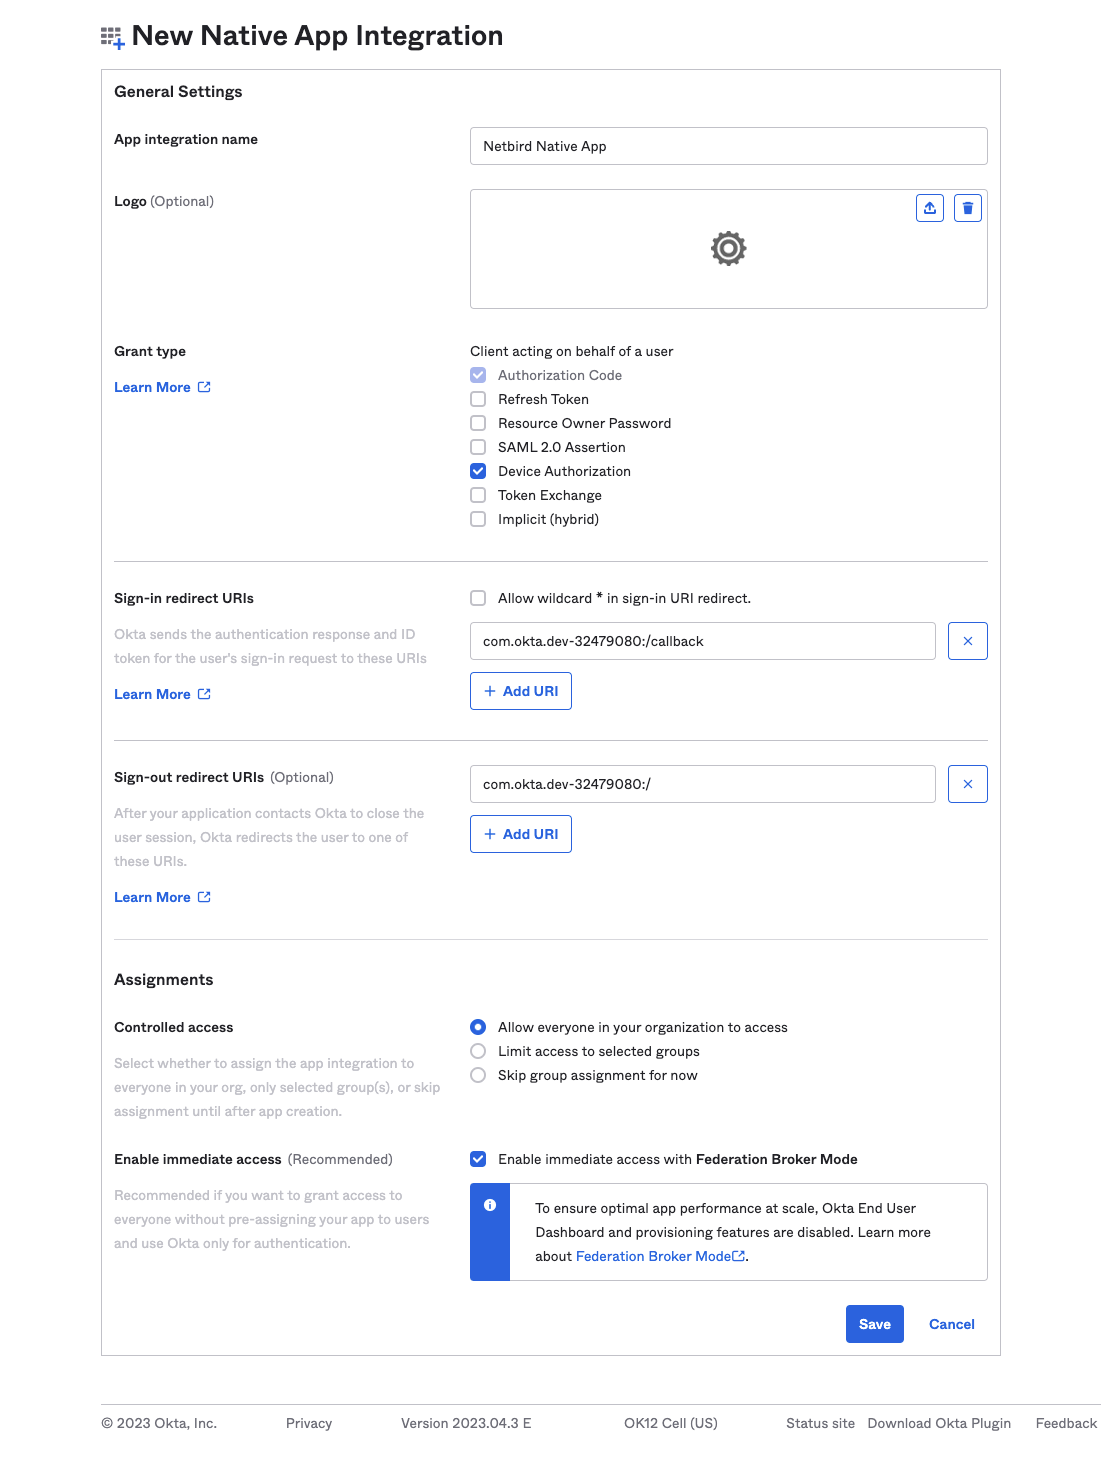 New Native App Integration
General Settings
App integration name
Netbird Native App
Logo (Optional)
Grant type
Learn More
Client acting on behalf of a user
Authorization Code
Refresh Token
Resource Owner Password
SAML 2.0 Assertion
Device Authorization
Token Exchange
Implicit (hybrid)
Sign-in redirect URIs
Okta sends the authentication response and ID
token for the user's sign-in request to these URIs
Learn More
Allow wildcard * in sign-in URI redirect.
com.okta.dev-32479080:/callback
+ Add URI
Sign-out redirect URIs (Optional)
After your application contacts Okta to close the
user session, Okta redirects the user to one of
these URIs.
Learn More
com.okta.dev-32479080:/
+ Add URI
Assignments
Controlled access
Select whether to assign the app integration to
everyone in your org, only selected group(s), or skip
assignment until after app creation.
Allow everyone in your organization to access
Limit access to selected groups
Skip group assignment for now
Enable immediate access (Recommended)
Recommended if you want to grant access to
everyone without pre-assigning your app to users
and use Okta only for authentication.
Enable immediate access with Federation Broker Mode
To ensure optimal app performance at scale, Okta End User
Dashboard and provisioning features are disabled. Learn more
about Federation Broker Mode.
Save
Cancel
© 2023 Okta, Inc.
Privacy
Version 2023.04.3 E
OK12 Cell (US)
Status site
Download Okta Plugin
Feedback